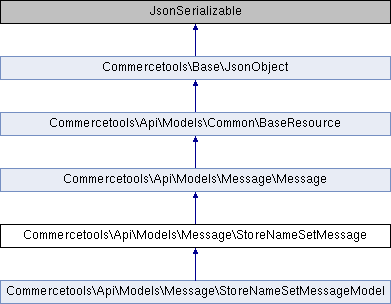 JsonSerializable
Commercetools\Base\JsonObject
Commercetools\Api\Models\Common\BaseResource
Commercetools\Api\Models\Message\Message
Commercetools\Api\Models\Message\StoreNameSetMessage
Commercetools\Api\Models\Message\StoreNameSetMessageModel